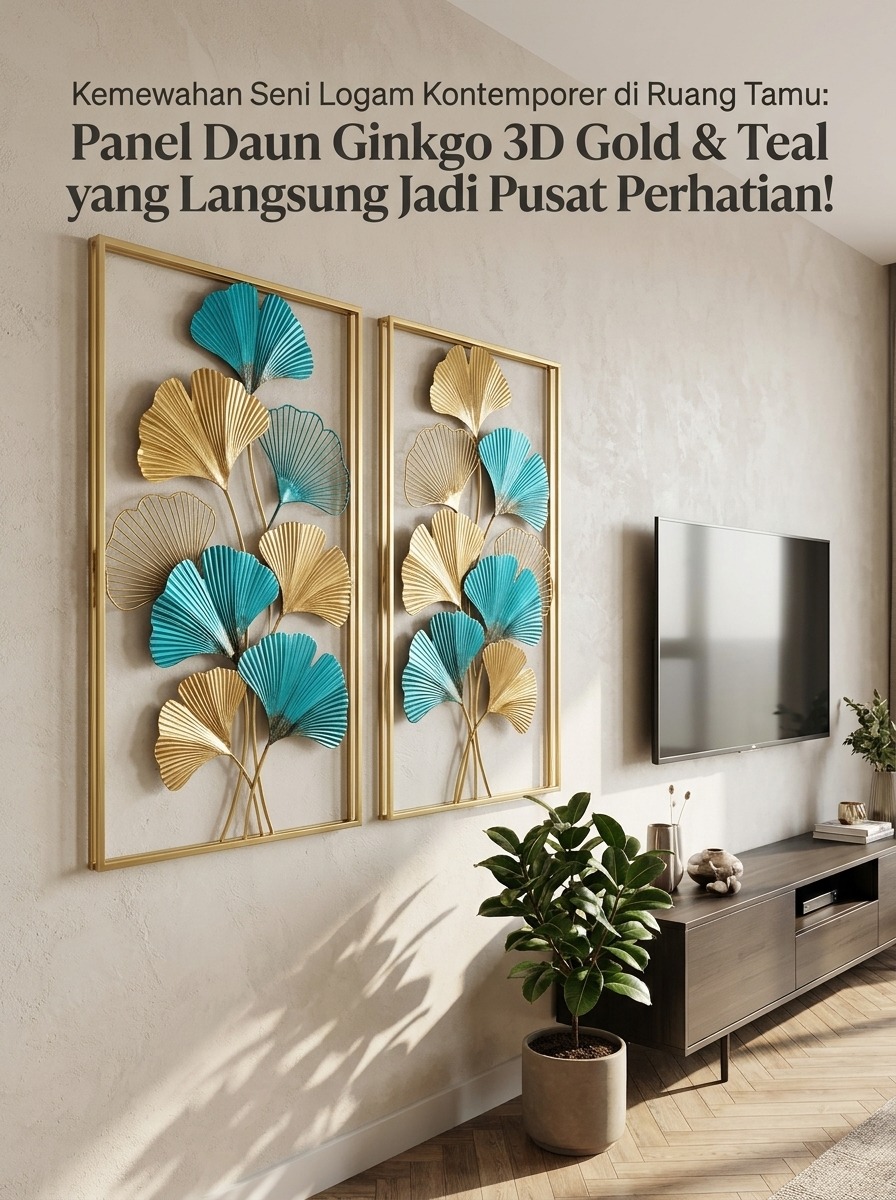 Kemewahan Seni Logam Kontemporer di Ruang Tamu:
Panel Daun Ginkgo 3D Gold & Teal
yang Langsung Jadi Pusat Perhatian!